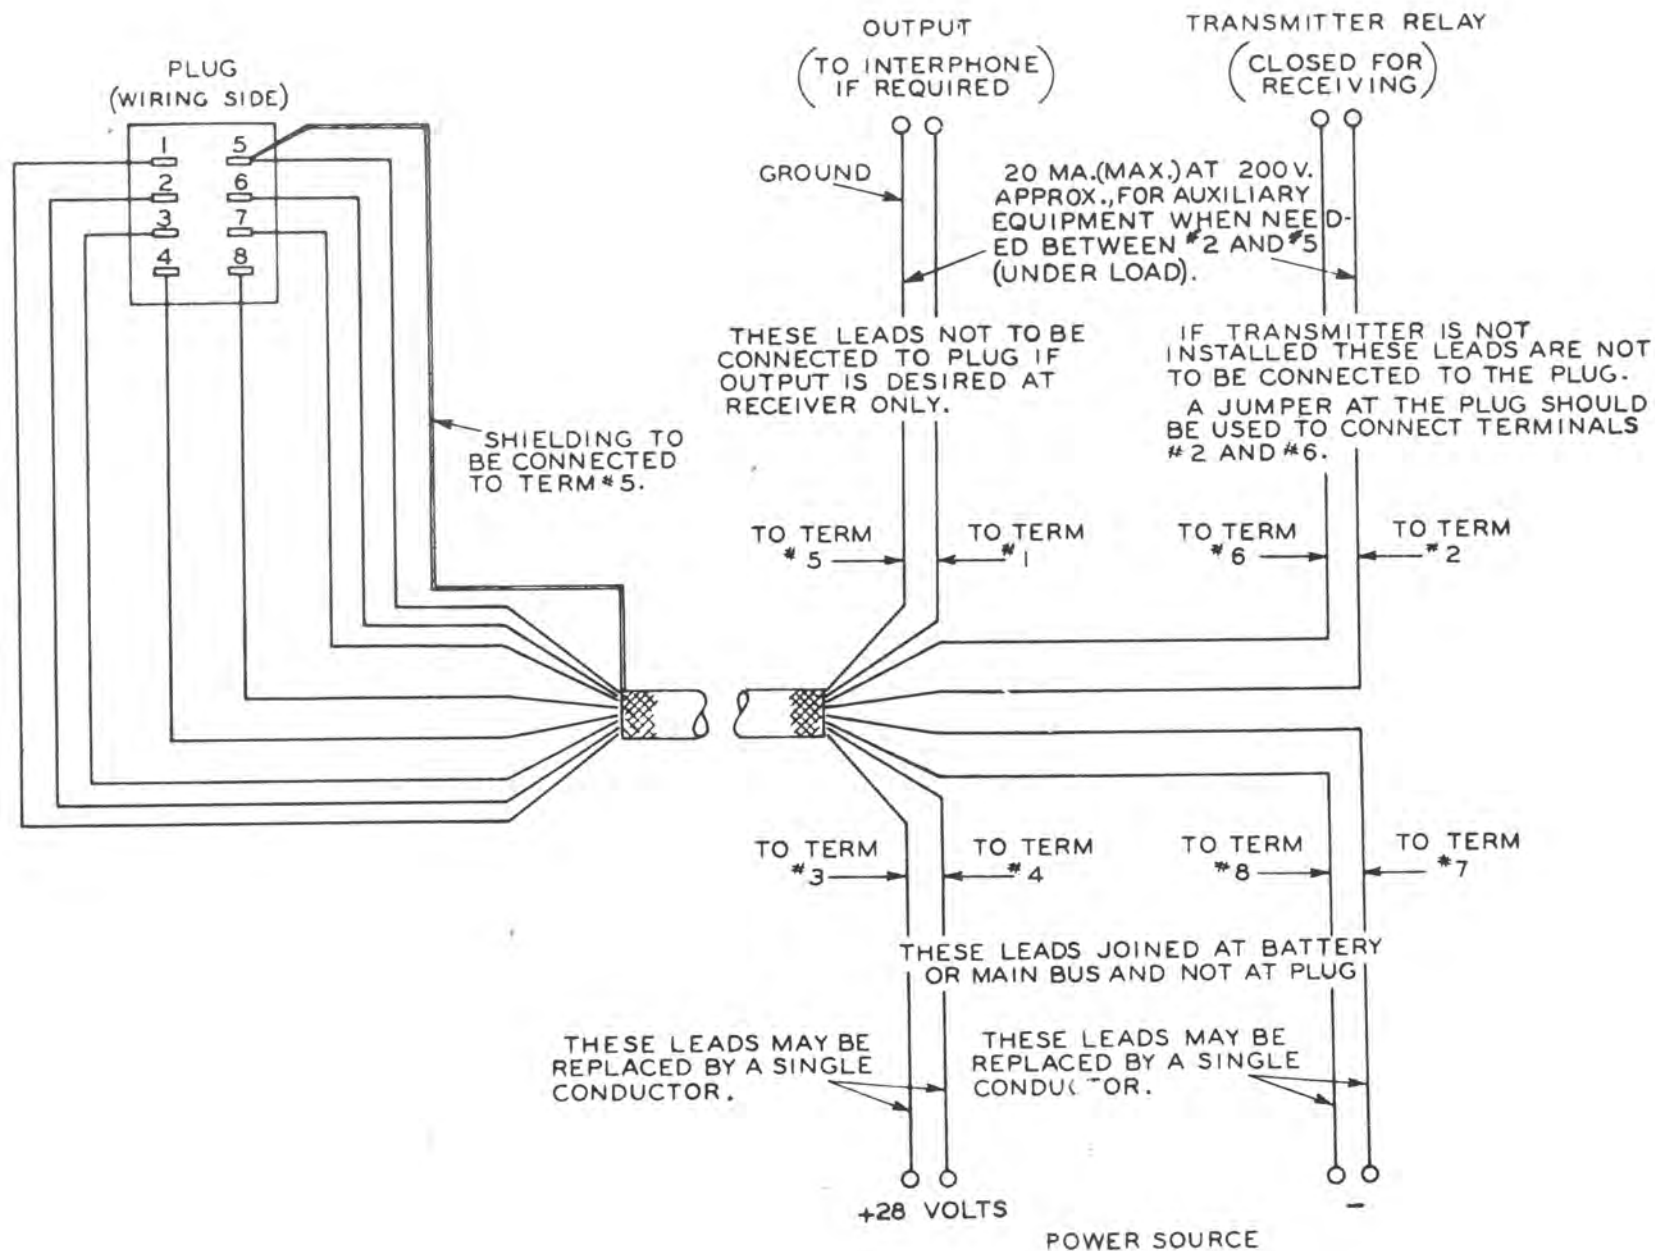 PLUG
(WIRING SIDE)
1
2
3
4
5
6
7
8
SHIELDING TO
BE CONNECTED
TO TERM #5.
OUTPUT
(TO INTERPHONE
IF REQUIRED)
GROUND
TRANSMITTER RELAY
(CLOSED FOR
RECEIVING)
20 MA.(MAX.) AT 200 V.
APPROX., FOR AUXILIARY
EQUIPMENT WHEN NEED-
ED BETWEEN #2 AND #5
(UNDER LOAD).
THESE LEADS NOT TO BE
CONNECTED TO PLUG IF
OUTPUT IS DESIRED AT
RECEIVER ONLY.
IF TRANSMITTER IS NOT
INSTALLED THESE LEADS ARE NOT
TO BE CONNECTED TO THE PLUG.
A JUMPER AT THE PLUG SHOULD
BE USED TO CONNECT TERMINALS
#2 AND #6.
TO TERM
#5
TO TERM
#1
TO TERM
#6
TO TERM
#2
TO TERM
#3
TO TERM
#4
TO TERM
#8
TO TERM
#7
THESE LEADS JOINED AT BATTERY
OR MAIN BUS AND NOT AT PLUG
THESE LEADS MAY BE
REPLACED BY A SINGLE
CONDUCTOR.
THESE LEADS MAY BE
REPLACED BY A SINGLE
CONDUCTOR.
+28 VOLTS
-
POWER SOURCE